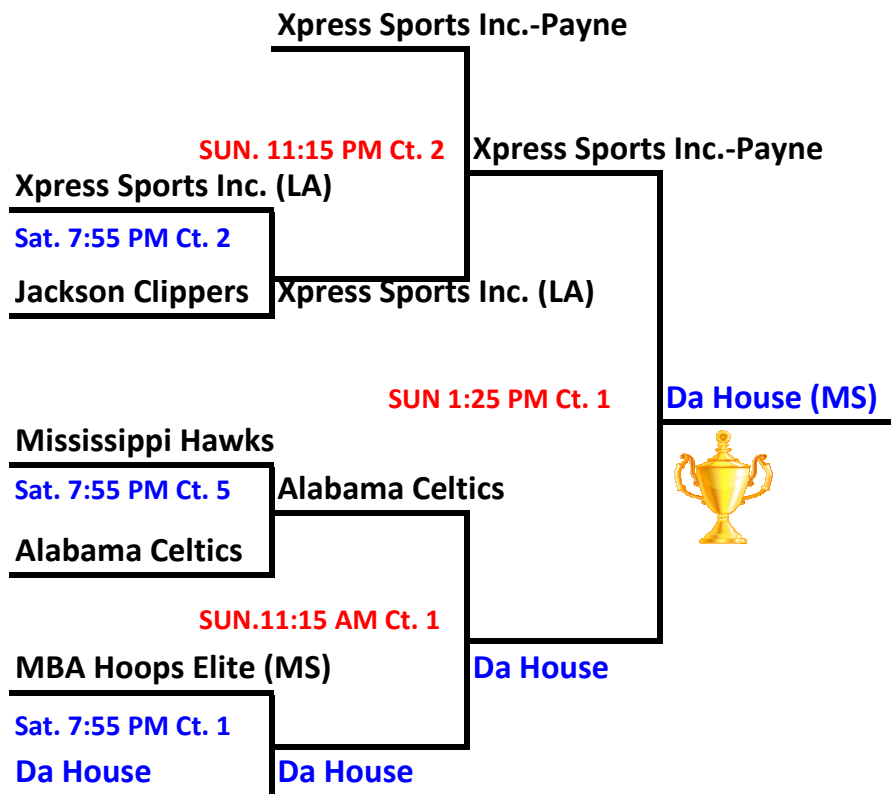 Xpress Sports Inc.-Payne
SUN. 11:15 PM Ct. 2
Xpress Sports Inc.-Payne
Xpress Sports Inc. (LA)
Sat. 7:55 PM Ct. 2
Jackson Clippers
Xpress Sports Inc. (LA)
SUN 1:25 PM Ct. 1
Da House (MS)
Mississippi Hawks
Sat. 7:55 PM Ct. 5
Alabama Celtics
Alabama Celtics
SUN.11:15 AM Ct. 1
MBA Hoops Elite (MS)
Da House
Sat. 7:55 PM Ct. 1
Da House
Da House